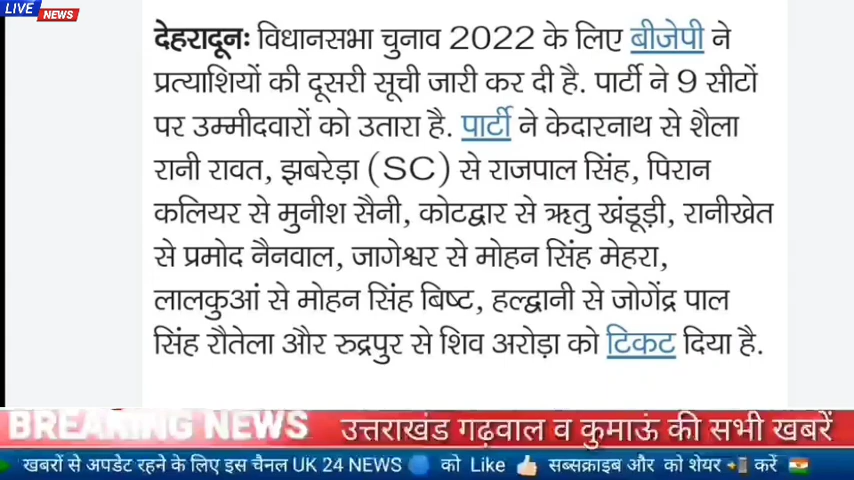 LIVE
NEWS
देहरादूनः विधानसभा चुनाव 2022 के लिए बीजेपी ने
प्रत्याशियों की दूसरी सूची जारी कर दी है. पार्टी ने 9 सीटों
पर उम्मीदवारों को उतारा है. पार्टी ने केदारनाथ से शैला
रानी रावत, झबरेड़ा (SC) से राजपाल सिंह, पिरान
कलियर से मुनीश सैनी, कोटद्वार से ऋतु खंडूड़ी, रानीखेत
से प्रमोद नैनवाल, जागेश्वर से मोहन सिंह मेहरा,
लालकुआं से मोहन सिंह बिष्ट, हल्द्वानी से जोगेंद्र पाल
सिंह रौतेला और रुद्रपुर से शिव अरोड़ा को टिकट दिया है.
BREAKING NEWS उत्तराखंड गढ़वाल व कुमाऊं की सभी खबरें
खबरों से अपडेट रहने के लिए इस चैनल UK 24 NEWS 🔵 को Like 👍🏻 सब्सक्राइब और को शेयर 📲 करें 🇮🇳